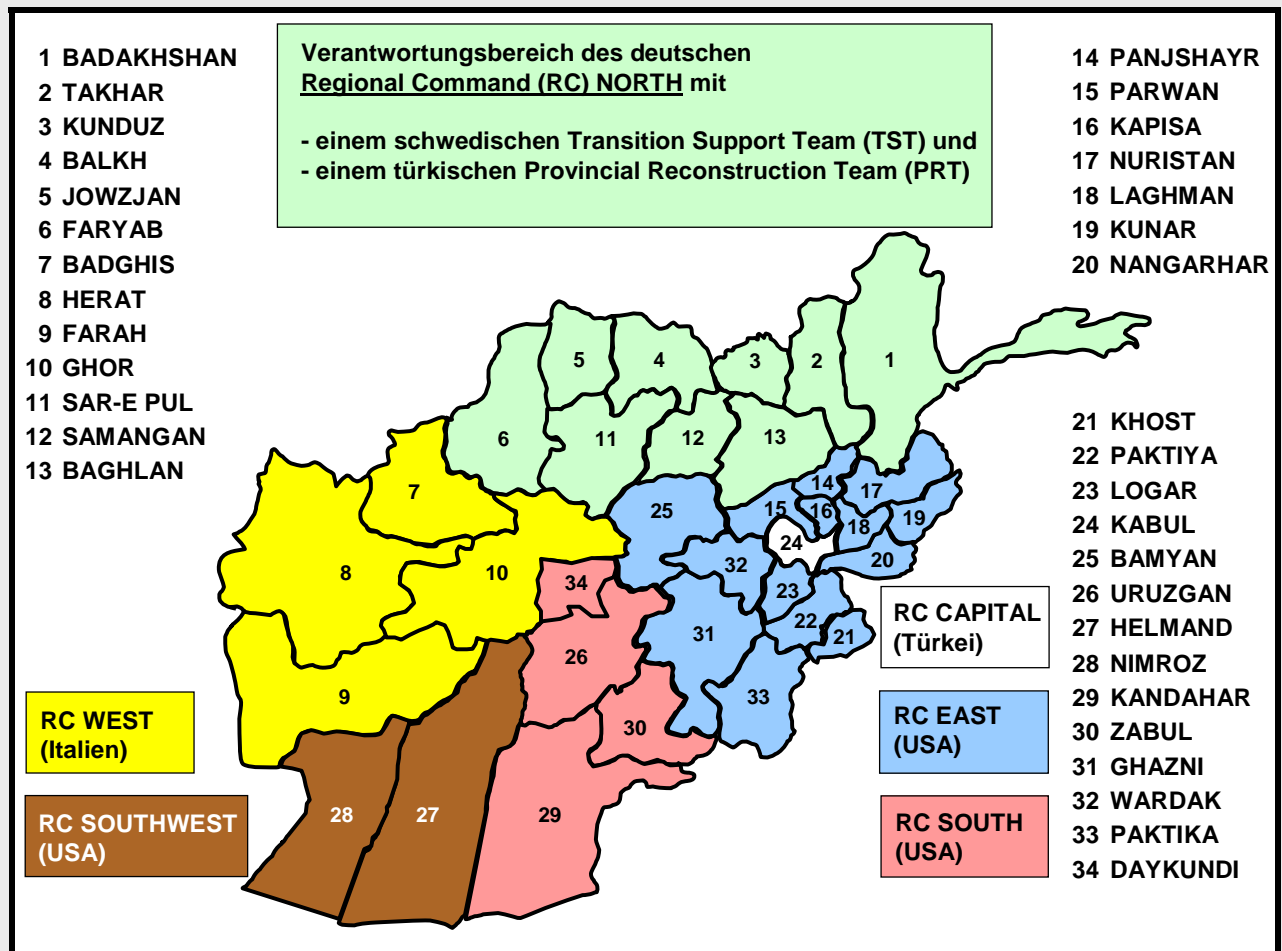 1 BADAKHSHAN
2 TAKHAR
3 KUNDUZ
4 BALKH
5 JOWZJAN
6 FARYAB
7 BADGHIS
8 HERAT
9 FARAH
10 GHOR
11 SAR-E PUL
12 SAMANGAN
13 BAGHLAN
Verantwortungsbereich des deutschen
Regional Command (RC) NORTH mit
- einem schwedischen Transition Support Team (TST) und
- einem türkischen Provincial Reconstruction Team (PRT)
14 PANJSHAYR
15 PARWAN
16 KAPISA
17 NURISTAN
18 LAGHMAN
19 KUNAR
20 NANGARHAR
21 KHOST
22 PAKTIYA
23 LOGAR
24 KABUL
25 BAMYAN
26 URUZGAN
27 HELMAND
28 NIMROZ
29 KANDAHAR
30 ZABUL
31 GHAZNI
32 WARDAK
33 PAKTIKA
34 DAYKUNDI
5
4
3
2
1
6
11
12
13
7
25
14
17
15
16
18
19
24
20
8
10
34
32
23
22
21
31
26
9
33
30
28
27
29
RC WEST
(Italien)
RC SOUTHWEST
(USA)
RC CAPITAL
(Türkei)
RC EAST
(USA)
RC SOUTH
(USA)